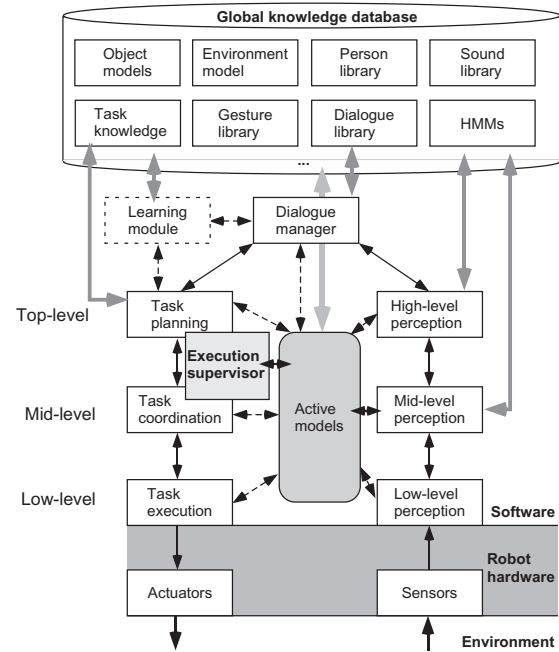 Global knowledge database
Object
models
Environment
model
Person
library
Sound
library
Task
knowledge
Gesture
library
Dialogue
library
HMMs
...
Learning
module
Dialogue
manager
Top-level
Task
planning
High-level
perception
Execution
supervisor
Mid-level
Task
coordination
Active
models
Mid-level
perception
Low-level
Task
execution
Low-level
perception
Software
Robot
hardware
Actuators
Sensors
Environment